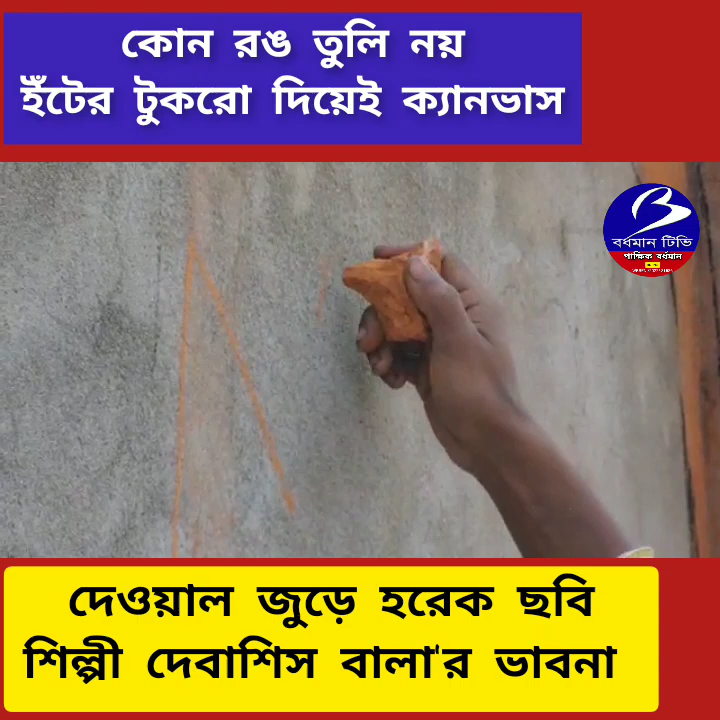 কোন রঙ তুলি নয়
ইঁটের টুকরো দিয়েই ক্যানভাস
বর্ধমান টিভি
পাক্ষিক বর্ধমান
দেওয়াল জুড়ে হরেক ছবি
শিল্পী দেবাশিস বালা'র ভাবনা